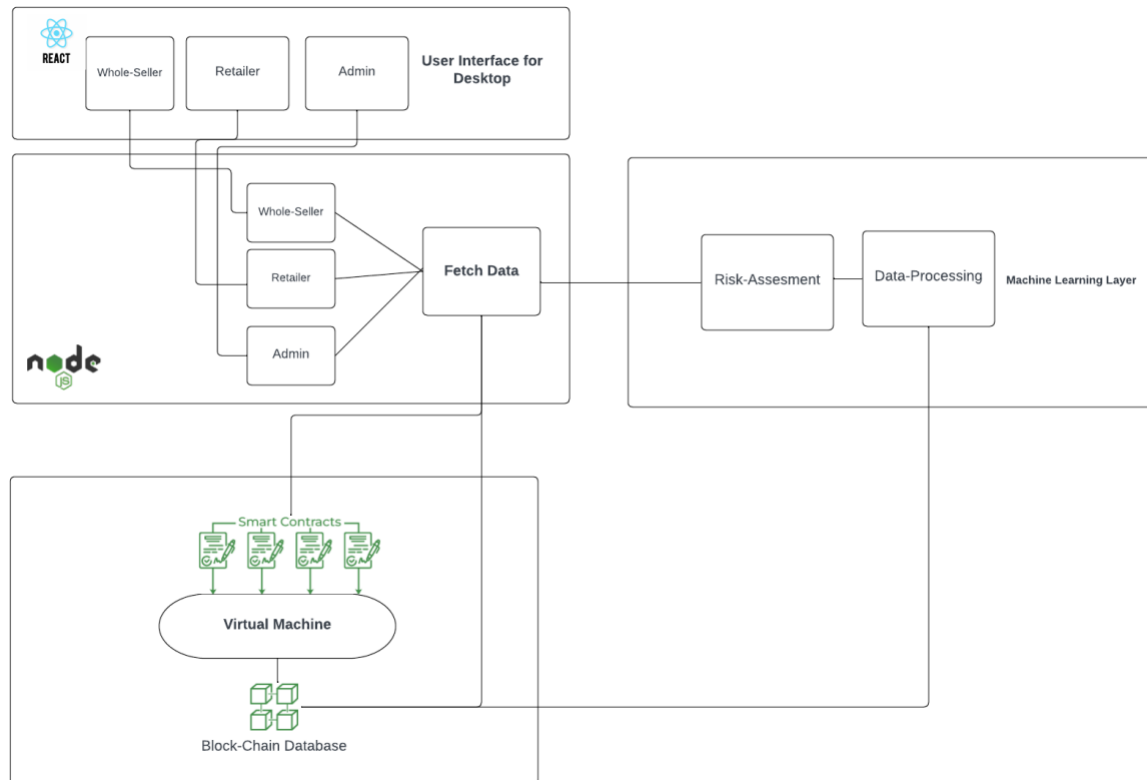 REACT
Whole-Seller
Retailer
Admin
User Interface for
Desktop
Whole-Seller
Retailer
Admin
Fetch Data
node
JS
Risk-Assesment
Data-Processing
Machine Learning Layer
Smart Contracts
Virtual Machine
Block-Chain Database